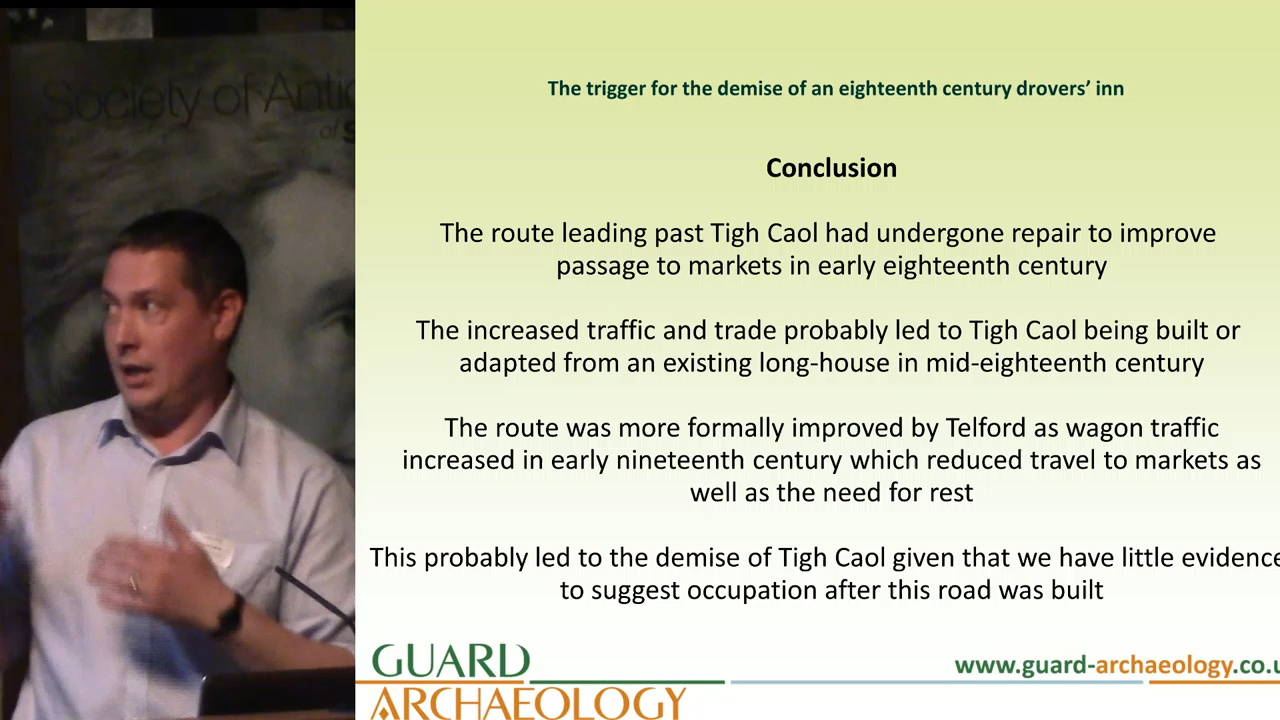 Society of Antiq
of S
The trigger for the demise of an eighteenth century drovers' inn
Conclusion
The route leading past Tigh Caol had undergone repair to improve
passage to markets in early eighteenth century
The increased traffic and trade probably led to Tigh Caol being built or
adapted from an existing long-house in mid-eighteenth century
The route was more formally improved by Telford as wagon traffic
increased in early nineteenth century which reduced travel to markets as
well as the need for rest
This probably led to the demise of Tigh Caol given that we have little evidence
to suggest occupation after this road was built
GUARD
ARCHAEOLOGY
www.guard-archaeology.co.u